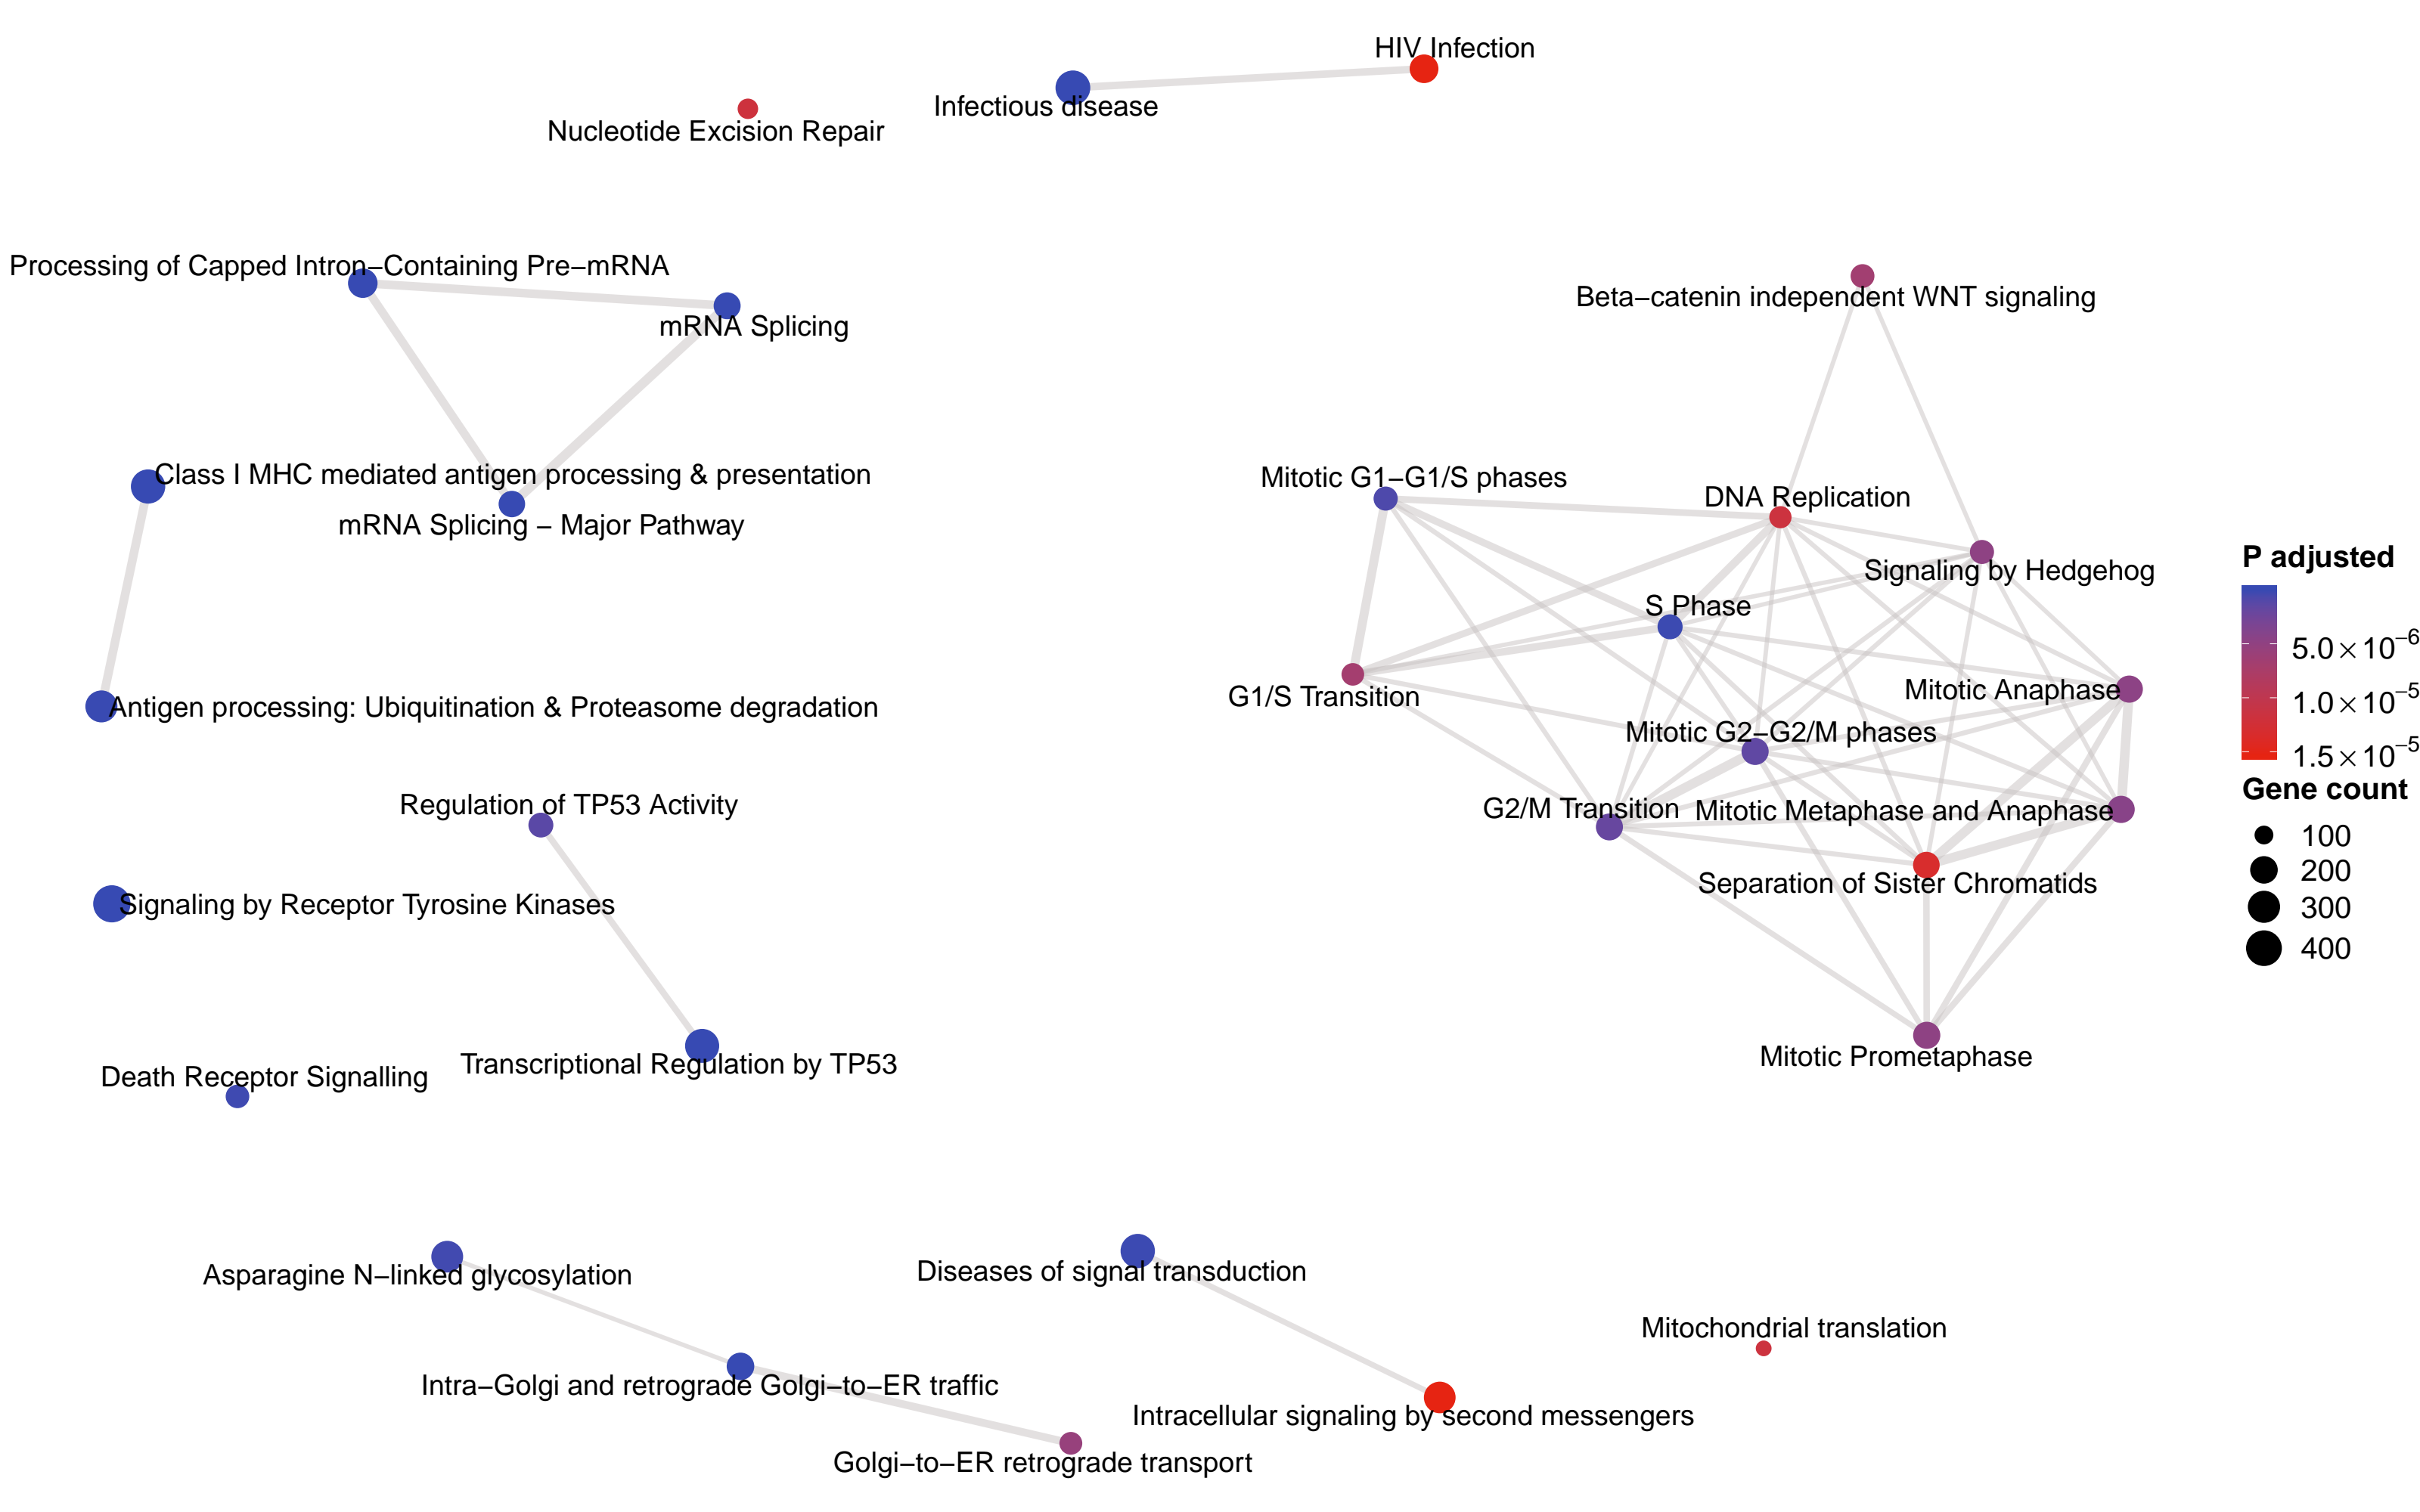 HIV Infection
Infectious disease
Nucleotide Excision Repair
Processing of Capped Intron−Containing Pre−mRNA
mRNA Splicing
Beta−catenin independent WNT signaling
Class I MHC mediated antigen processing & presentation
mRNA Splicing − Major Pathway
Mitotic G1−G1/S phases
DNA Replication
Signaling by Hedgehog
S Phase
G1/S Transition
Mitotic Anaphase
Antigen processing: Ubiquitination & Proteasome degradation
Mitotic G2−G2/M phases
G2/M Transition
Mitotic Metaphase and Anaphase
Regulation of TP53 Activity
Separation of Sister Chromatids
Signaling by Receptor Tyrosine Kinases
Mitotic Prometaphase
Transcriptional Regulation by TP53
Death Receptor Signalling
Asparagine N−linked glycosylation
Diseases of signal transduction
Mitochondrial translation
Intra−Golgi and retrograde Golgi−to−ER traffic
Intracellular signaling by second messengers
Golgi−to−ER retrograde transport
P adjusted
5.0×10⁻⁶
1.0×10⁻⁵
1.5×10⁻⁵
Gene count
100
200
300
400